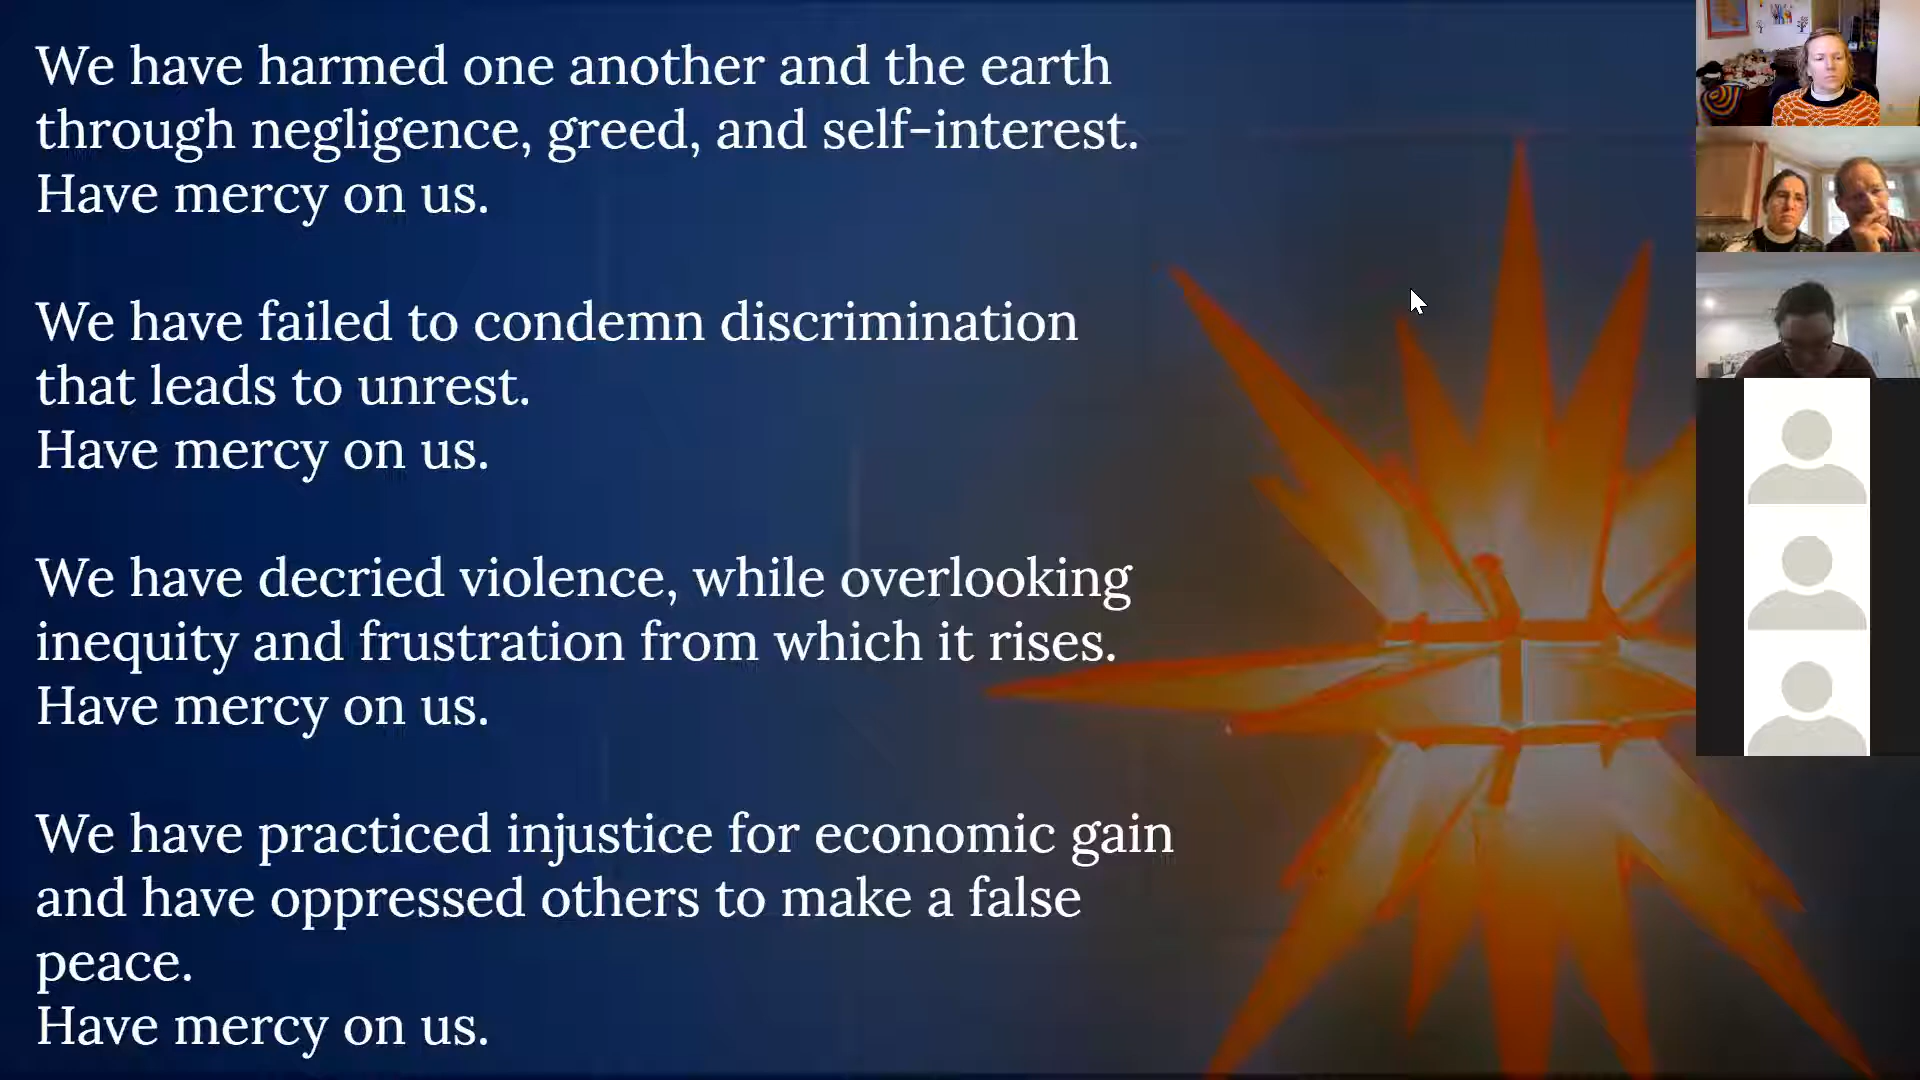 We have harmed one another and the earth
through negligence, greed, and self-interest.
Have mercy on us.
We have failed to condemn discrimination
that leads to unrest.
Have mercy on us.
We have decried violence, while overlooking
inequity and frustration from which it rises.
Have mercy on us.
We have practiced injustice for economic gain
and have oppressed others to make a false
peace.
Have mercy on us.